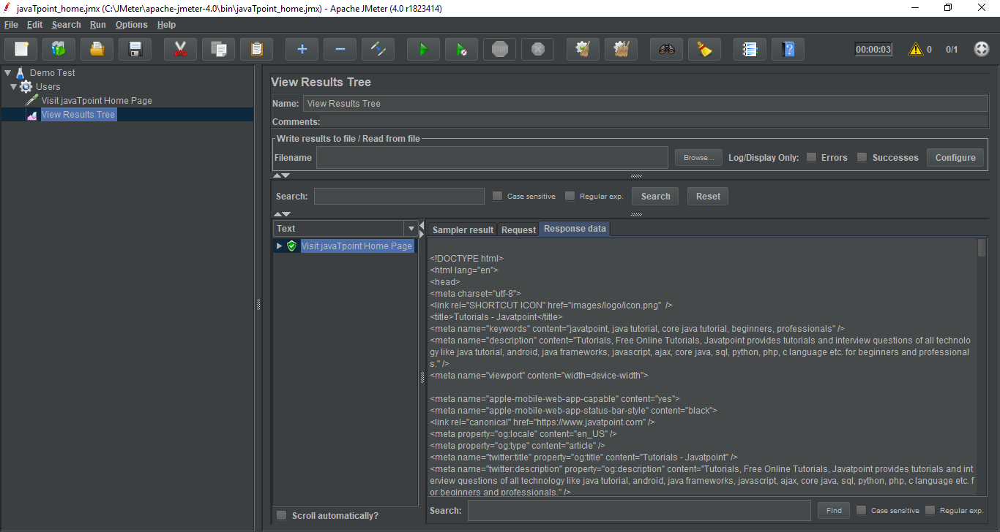 javaTpoint_home.jmx (C:\JMeter\apache-jmeter-4.0\bin\javaTpoint_home.jmx) - Apache JMeter (4.0 r1823414)
File Edit Search Run Options Help
STOP 00:00:03 0 0/1
Demo Test
Users
Visit javaTpoint Home Page
View Results Tree
View Results Tree
Name: View Results Tree
Comments:
Write results to file / Read from file
Filename Browse... Log/Display Only: Errors Successes Configure
Search: Case sensitive Regular exp. Search Reset
Text
Visit javaTpoint Home Page
Scroll automatically?
Sampler result Request Response data
<!DOCTYPE html>
<html lang="en">
<head>
<meta charset="utf-8">
<link rel="SHORTCUT ICON" href="images/logo/icon.png" />
<title>Tutorials - Javatpoint</title>
<meta name="keywords" content="javatpoint, java tutorial, core java tutorial, beginners, professionals" />
<meta name="description" content="Tutorials, Free Online Tutorials, Javatpoint provides tutorials and interview questions of all technolo
gy like java tutorial, android, java frameworks, javascript, ajax, core java, sql, python, php, c language etc. for beginners and professional
s." />
<meta name="viewport" content="width=device-width">
<meta name="apple-mobile-web-app-capable" content="yes">
<meta name="apple-mobile-web-app-status-bar-style" content="black">
<link rel="canonical" href="https://www.javatpoint.com" />
<meta property="og:locale" content="en_US" />
<meta property="og:type" content="article" />
<meta name="twitter:title" property="og:title" content="Tutorials - Javatpoint" />
<meta name="twitter:description" property="og:description" content="Tutorials, Free Online Tutorials, Javatpoint provides tutorials and int
erview questions of all technology like java tutorial, android, java frameworks, javascript, ajax, core java, sql, python, php, c language etc. f
or beginners and professionals." />
Search: Find Case sensitive Regular exp.